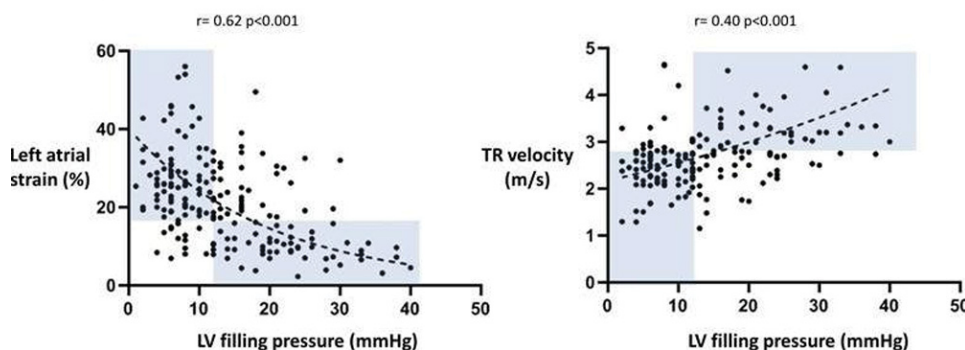 r= 0.62 p<0.001
60
40
20
0
Left atrial
strain (%)
0 10 20 30 40 50
LV filling pressure (mmHg)
r= 0.40 p<0.001
5
4
3
2
1
0
TR velocity
(m/s)
0 10 20 30 40 50
LV filling pressure (mmHg)